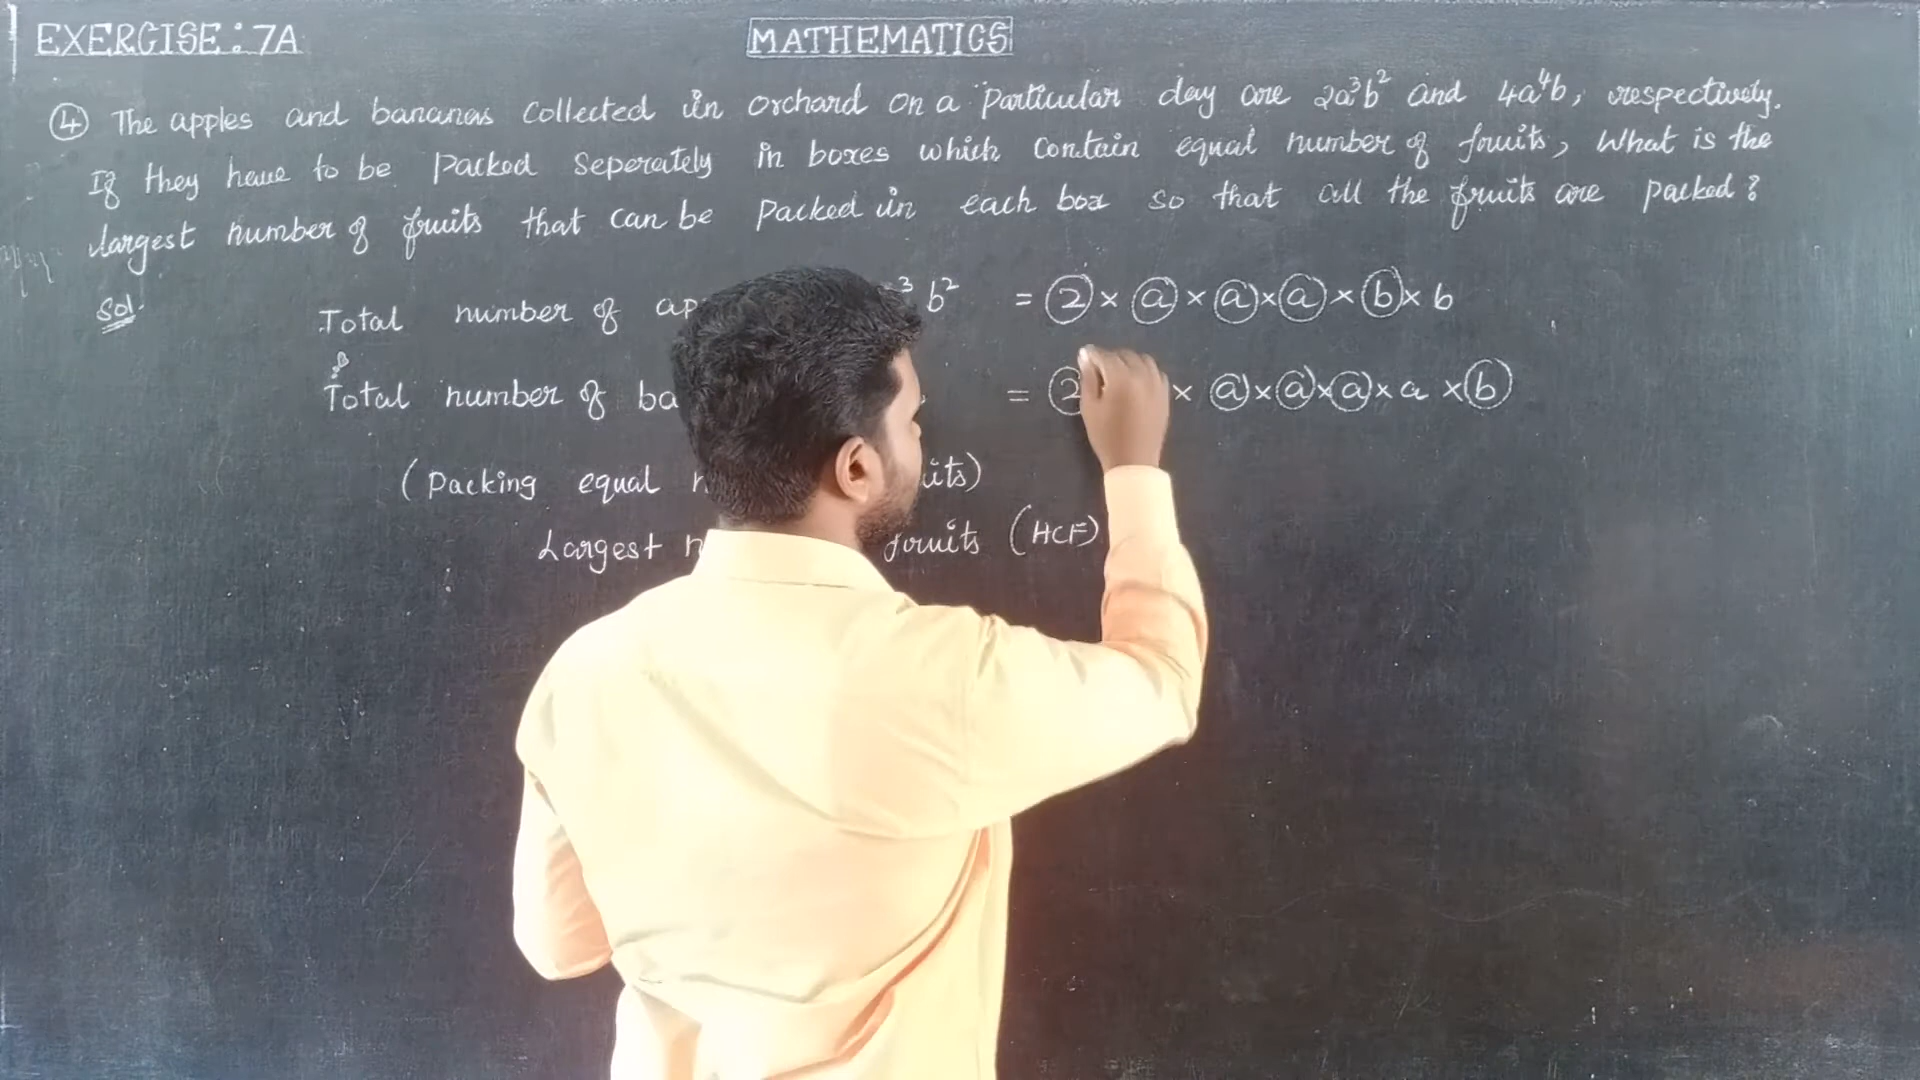 EXERCISE: 7A
MATHEMATICS
④ The apples and bananas collected in orchard on a particular day are 2a³b² and 4a⁴b, respectively.
If they have to be packed seperately in boxes which contain equal number of fruits, What is the
largest number of fruits that can be packed in each box so that all the fruits are packed?
Sol.
Total number of ap b² = ② × ⓐ × ⓐ × ⓐ × ⓑ × b
Total number of ba = ② × ⓐ × ⓐ × ⓐ × a × ⓑ
(Packing equal
Largest fruits (HCF)